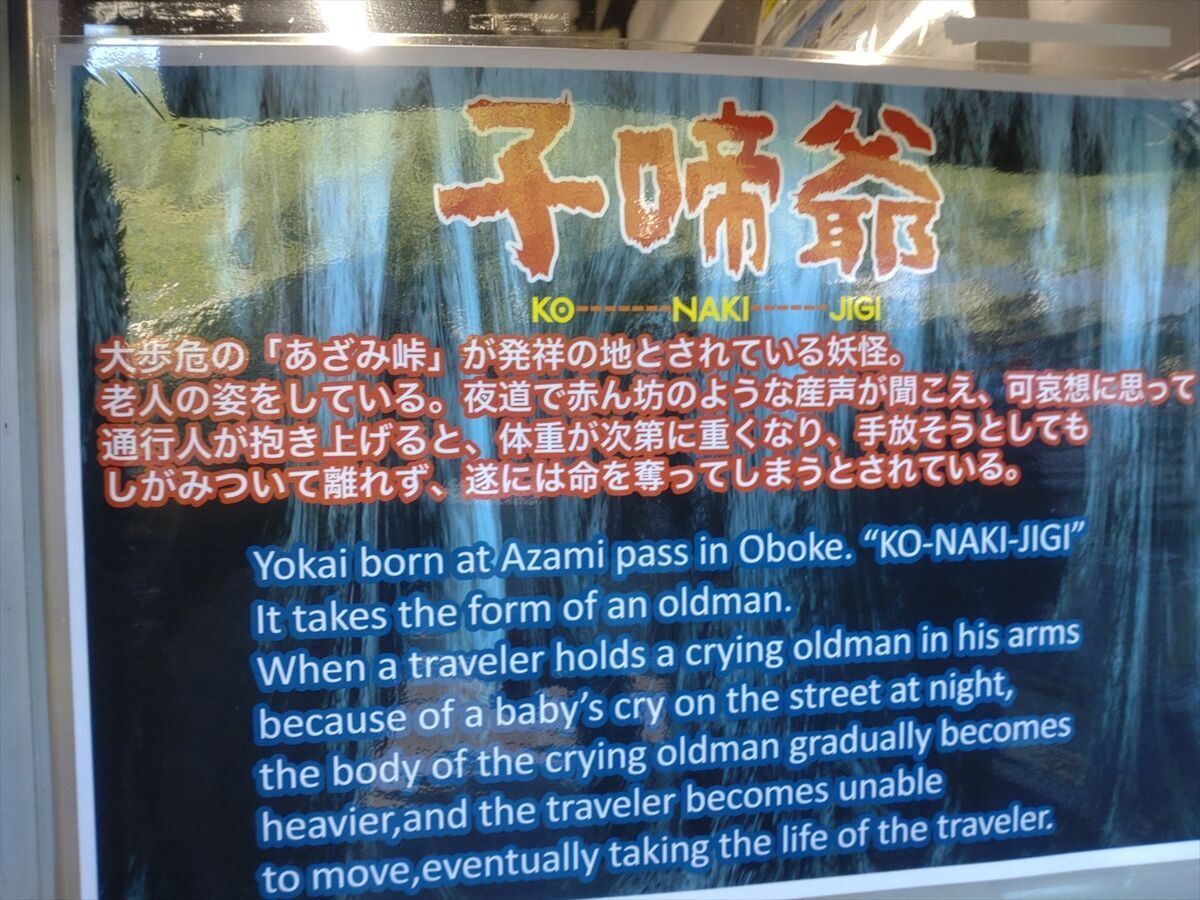 子啼爺
KO-------NAKI------JIGI
大歩危の「あざみ峠」が発祥の地とされている妖怪。
老人の姿をしている。夜道で赤ん坊のような産声が聞こえ、可哀想に思って
通行人が抱き上げると、体重が次第に重くなり、手放そうとしても
しがみついて離れず、遂には命を奪ってしまうとされている。
Yokai born at Azami pass in Oboke. “KO-NAKI-JIGI”
It takes the form of an oldman.
When a traveler holds a crying oldman in his arms
because of a baby’s cry on the street at night,
the body of the crying oldman gradually becomes
heavier,and the traveler becomes unable
to move,eventually taking the life of the traveler.